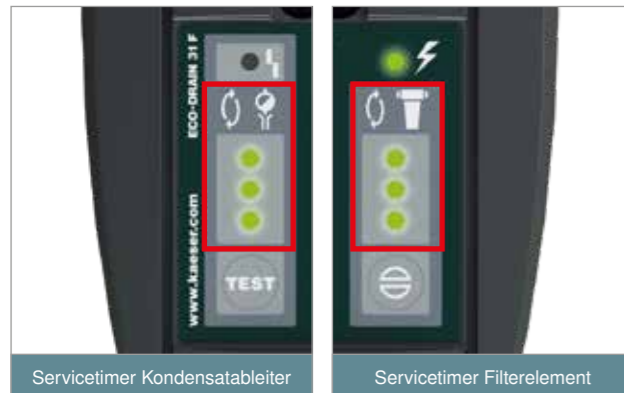 ECO-DRAIN 31 F
www.kaeser.com
TEST
Servicetimer Kondensatableiter
Servicetimer Filterelement